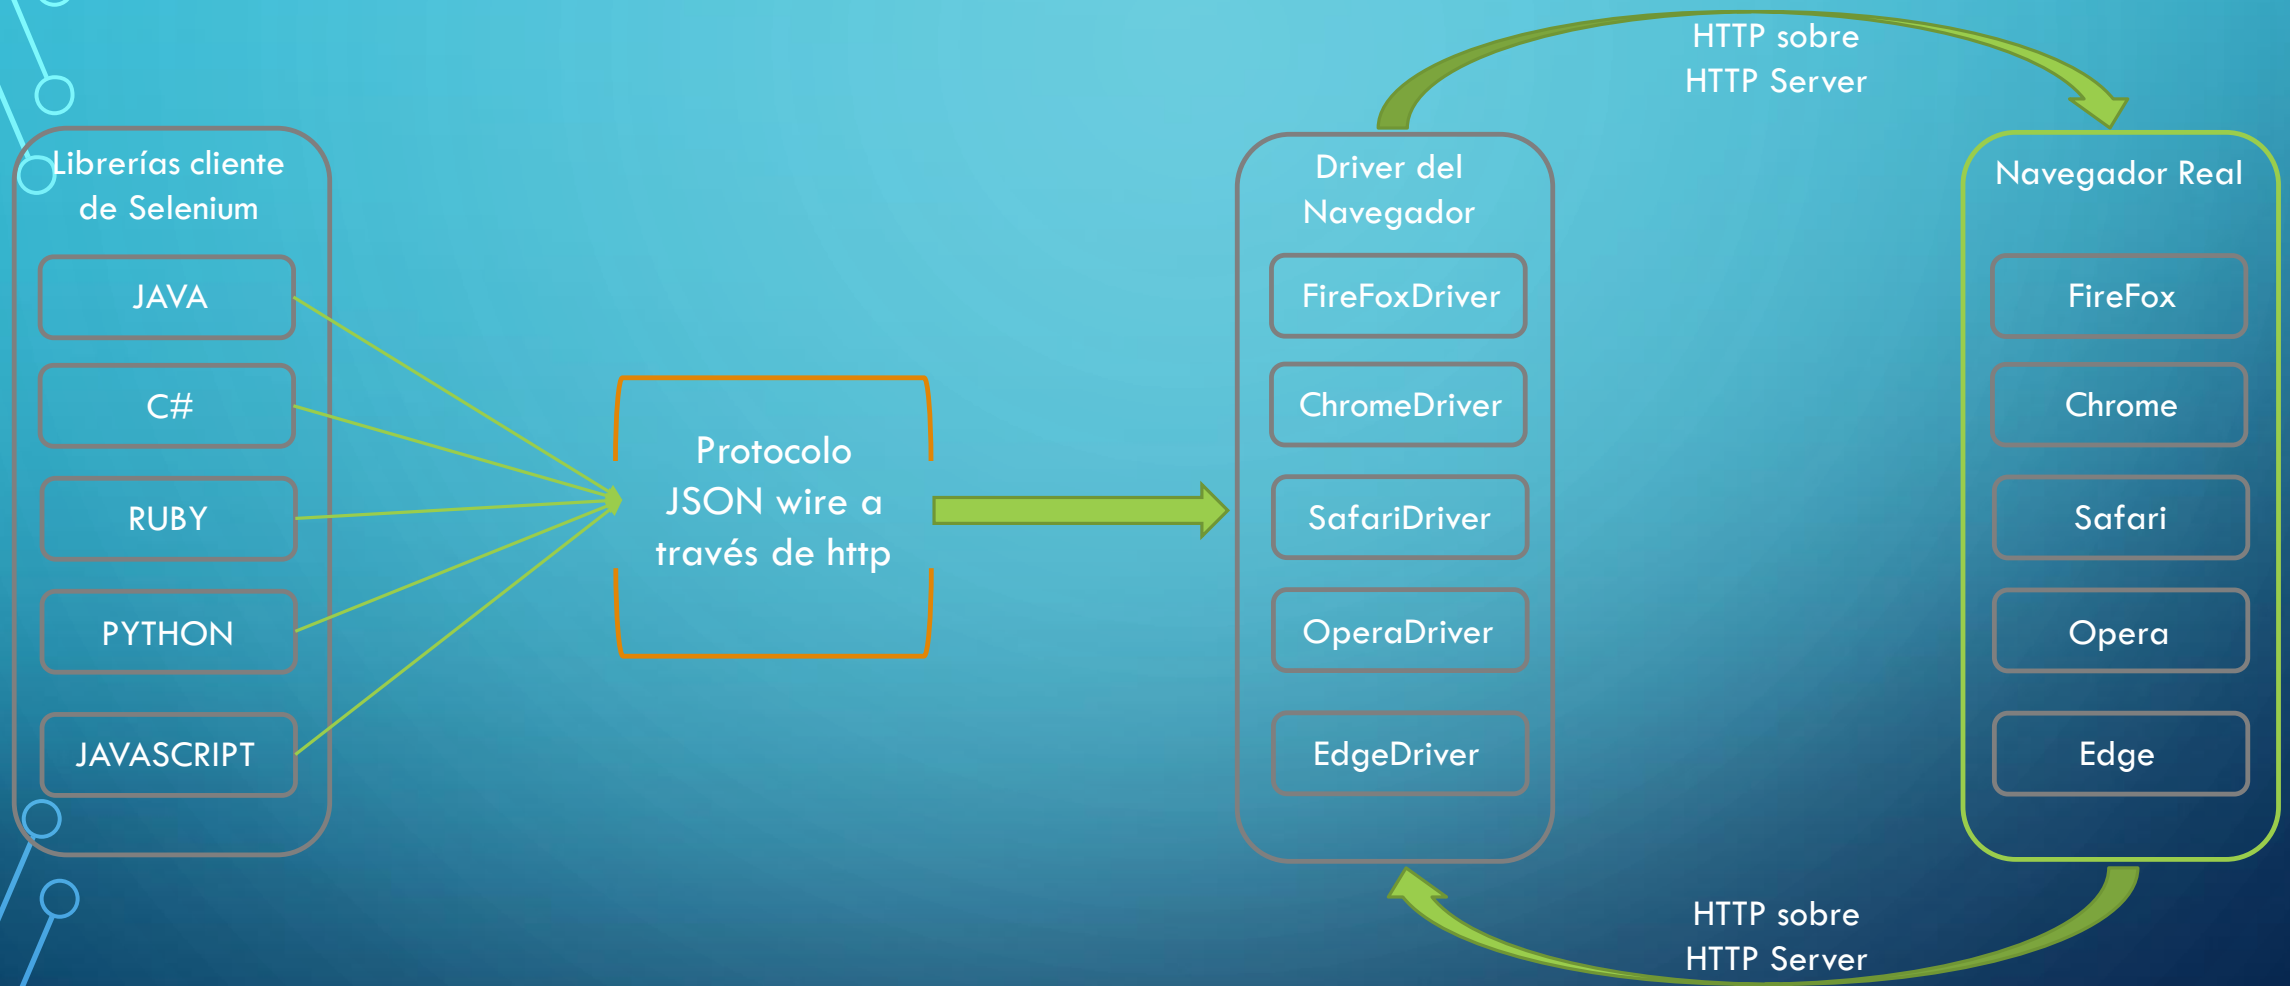 Librerías cliente
de Selenium
JAVA
C#
RUBY
PYTHON
JAVASCRIPT
Protocolo
JSON wire a
través de http
Driver del
Navegador
FireFoxDriver
ChromeDriver
SafariDriver
OperaDriver
EdgeDriver
HTTP sobre
HTTP Server
Navegador Real
FireFox
Chrome
Safari
Opera
Edge
HTTP sobre
HTTP Server